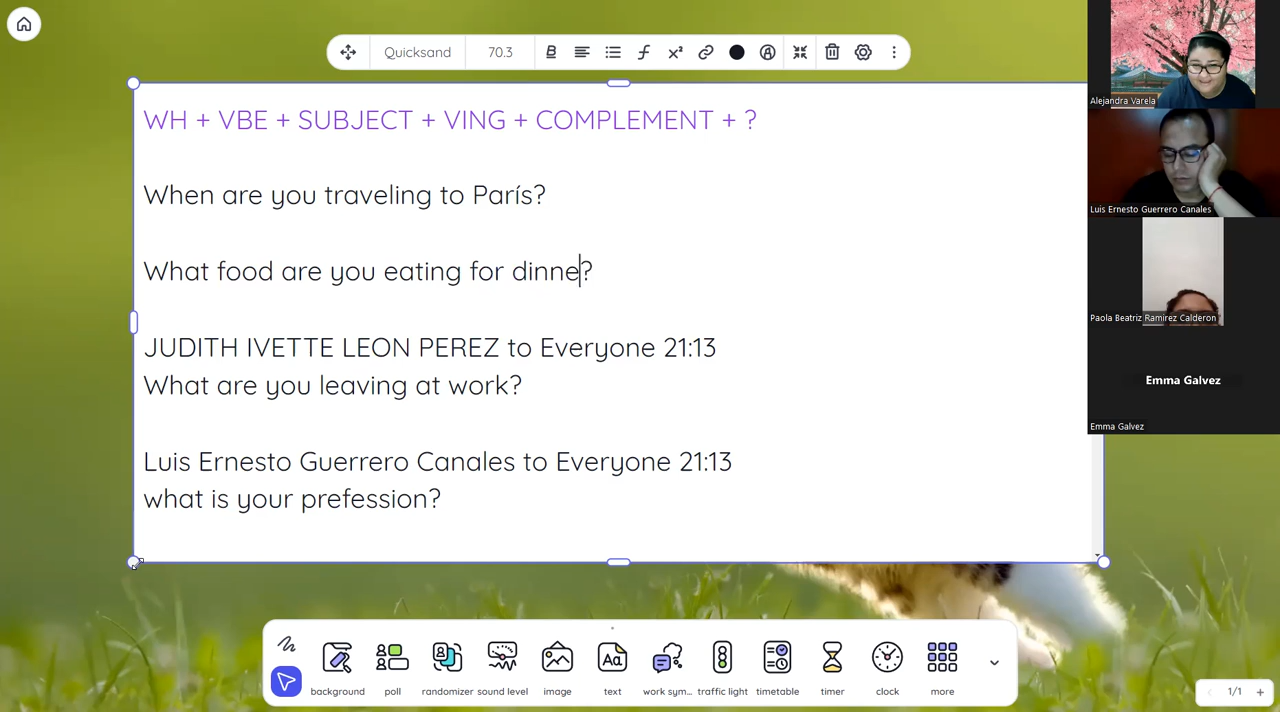 Quicksand
70.3
WH + VBE + SUBJECT + VING + COMPLEMENT + ?
When are you traveling to París?
What food are you eating for dinne?
JUDITH IVETTE LEON PEREZ to Everyone 21:13
What are you leaving at work?
Luis Ernesto Guerrero Canales to Everyone 21:13
what is your prefession?
Alejandra Varela
Luis Ernesto Guerrero Canales
Paola Beatriz Ramirez Calderon
Emma Galvez
Emma Galvez
background
poll
randomizer
sound level
image
text
work sym...
traffic light
timetable
timer
clock
more
1/1